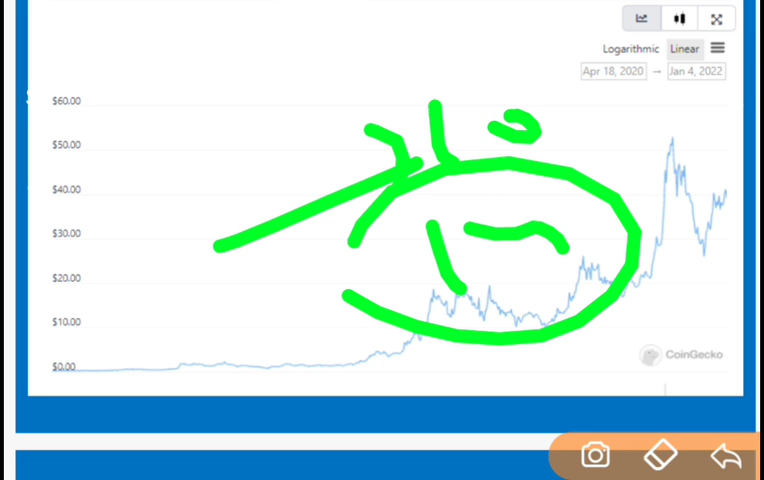 Logarithmic Linear
Apr 18, 2020 → Jan 4, 2022
$60.00
$50.00
$40.00
$30.00
$20.00
$10.00
$0.00
CoinGecko